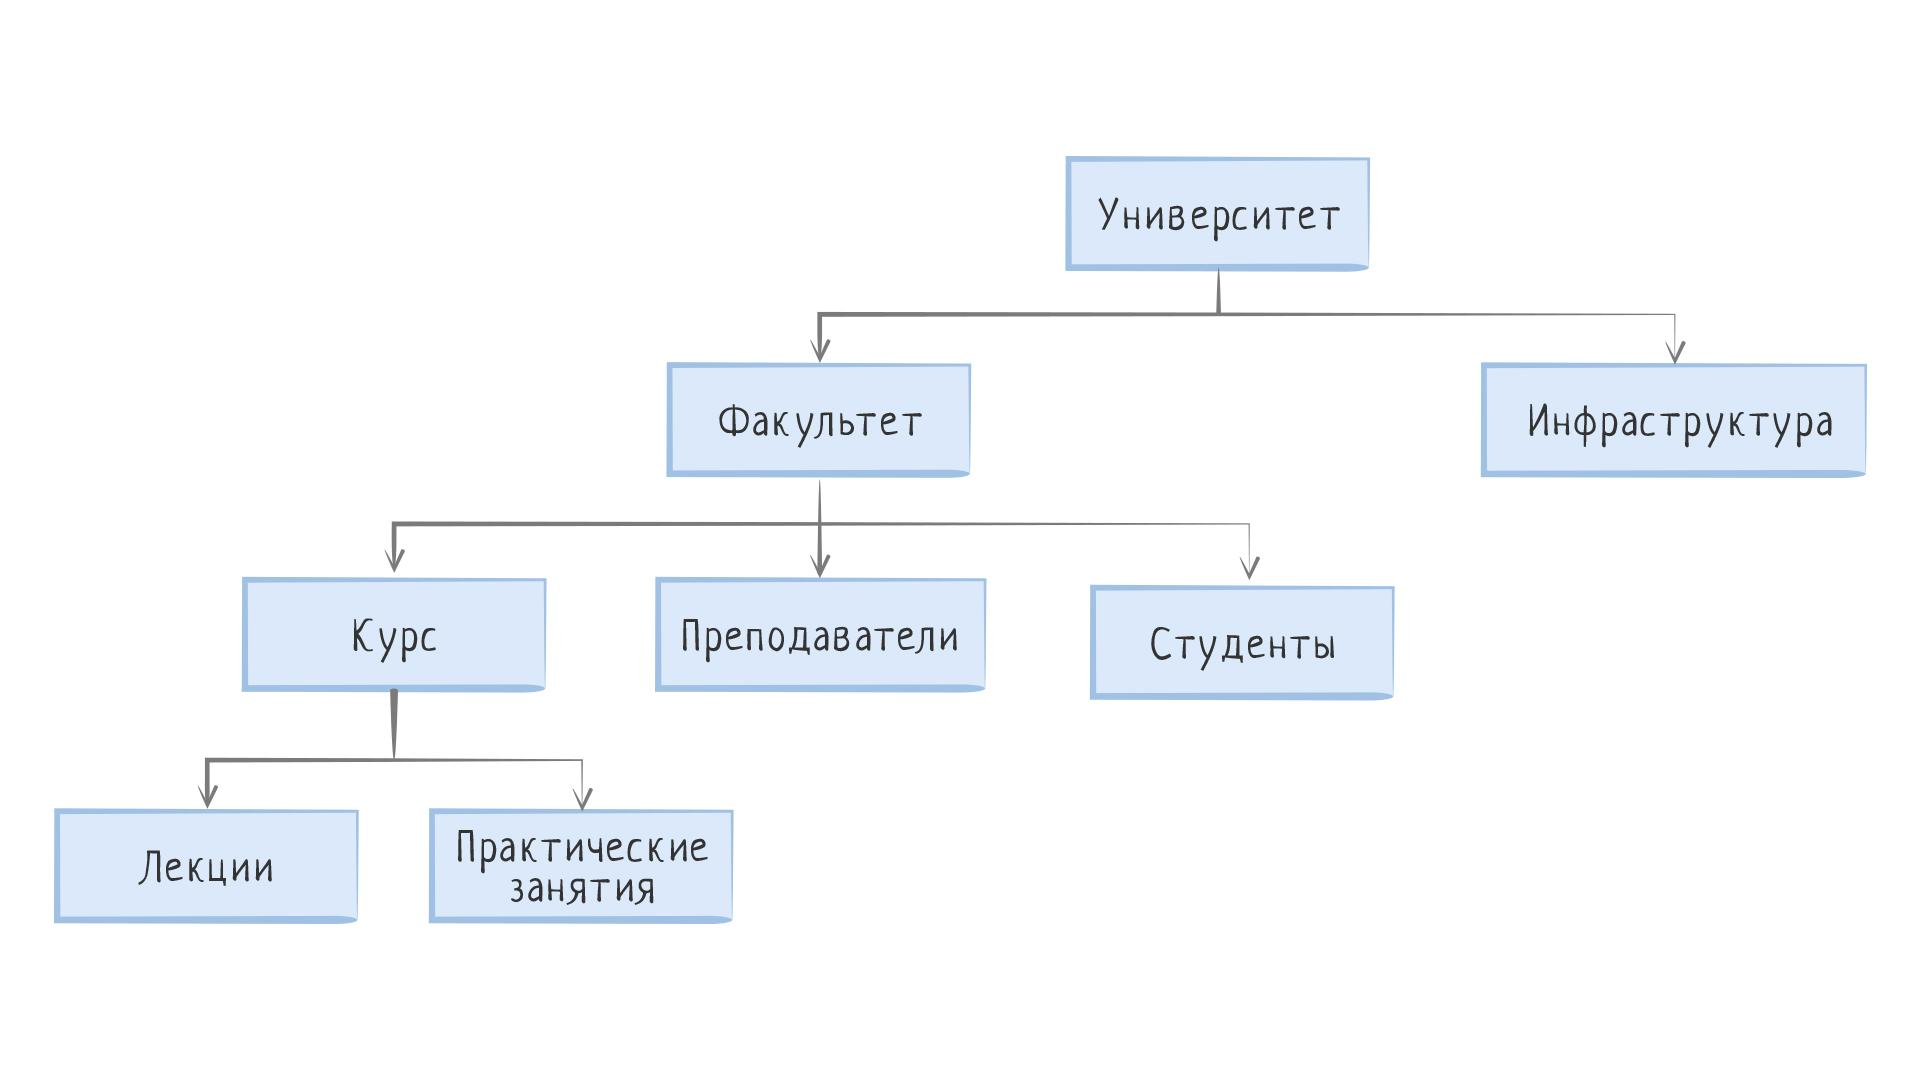 Университет
Факультет
Инфраструктура
Курс
Преподаватели
Студенты
Лекции
Практические
занятия